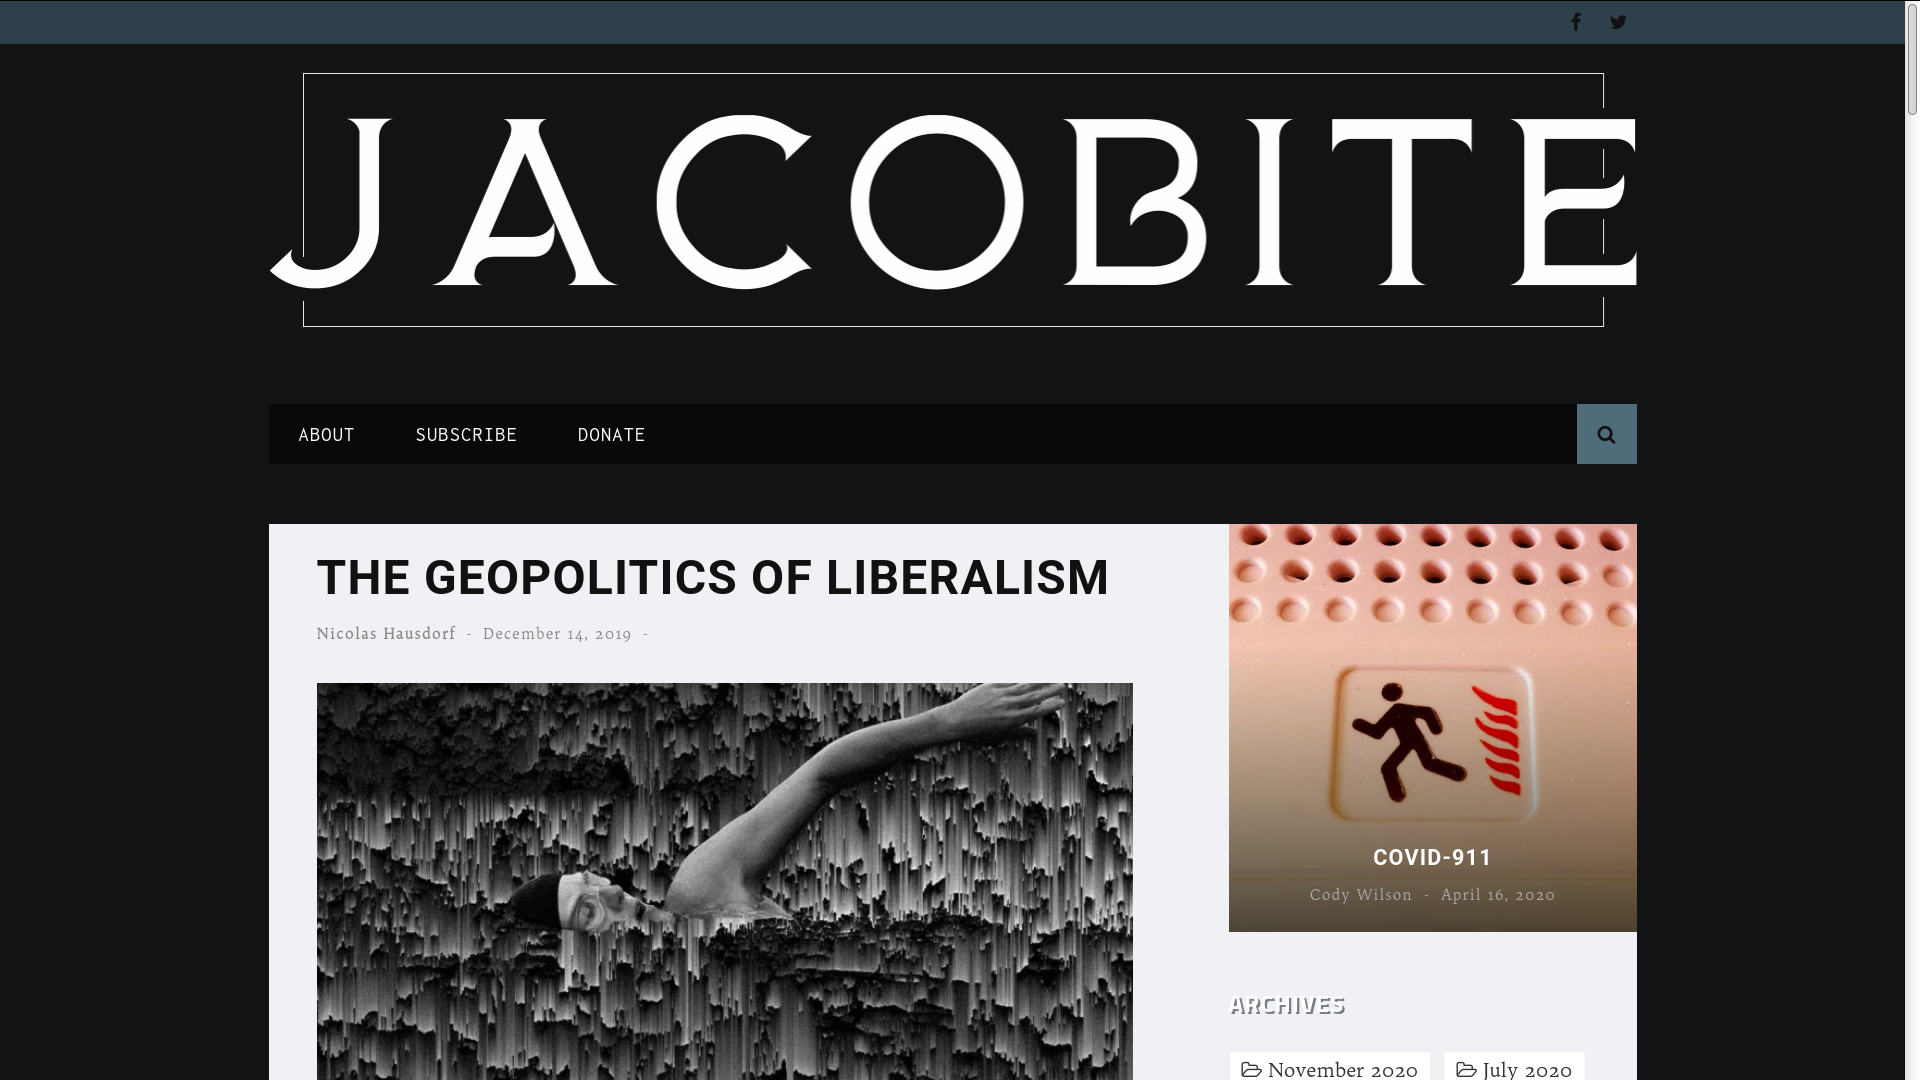 JACOBITE
ABOUT
SUBSCRIBE
DONATE
THE GEOPOLITICS OF LIBERALISM
Nicolas Hausdorf - December 14, 2019 -
COVID-911
Cody Wilson - April 16, 2020
ARCHIVES
November 2020
July 2020